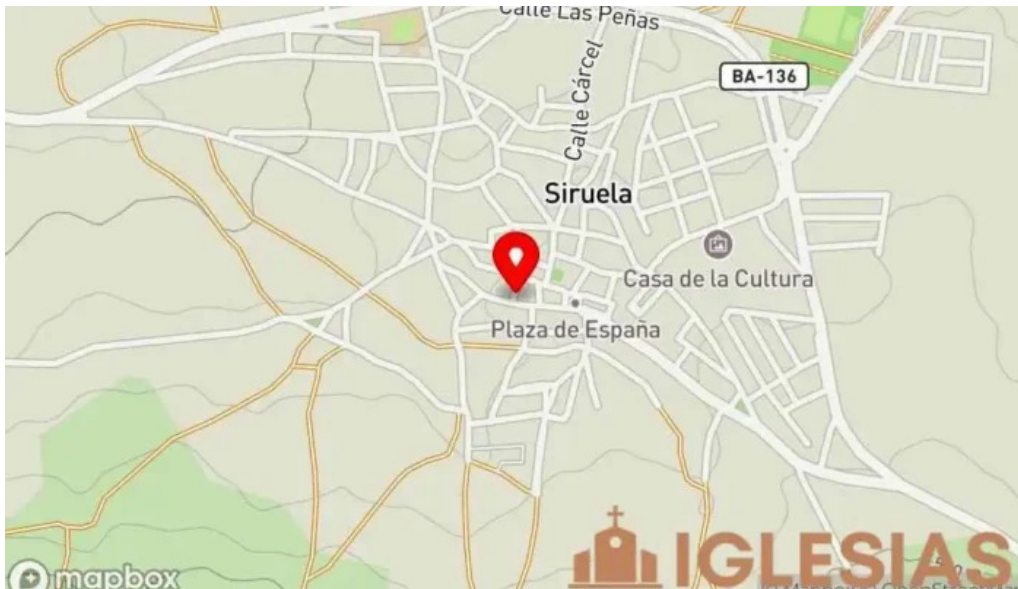 Calle Las Peñas
BA-136
Calle Cárcel
Siruela
Casa de la Cultura
Plaza de España
IGLESIAS
mapbox